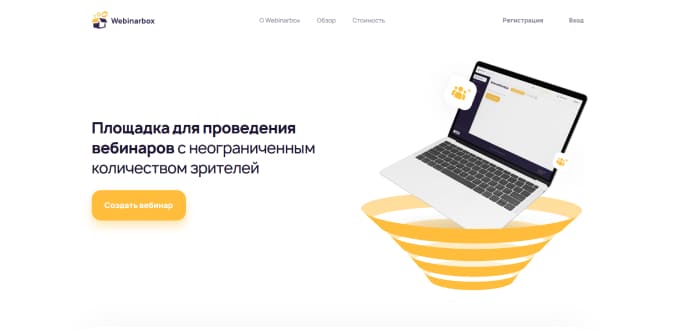 Webinarbox
О Webinarbox
Обзор
Стоимость
Регистрация
Вход
Площадка для проведения
вебинаров с неограниченным
количеством зрителей
Создать вебинар